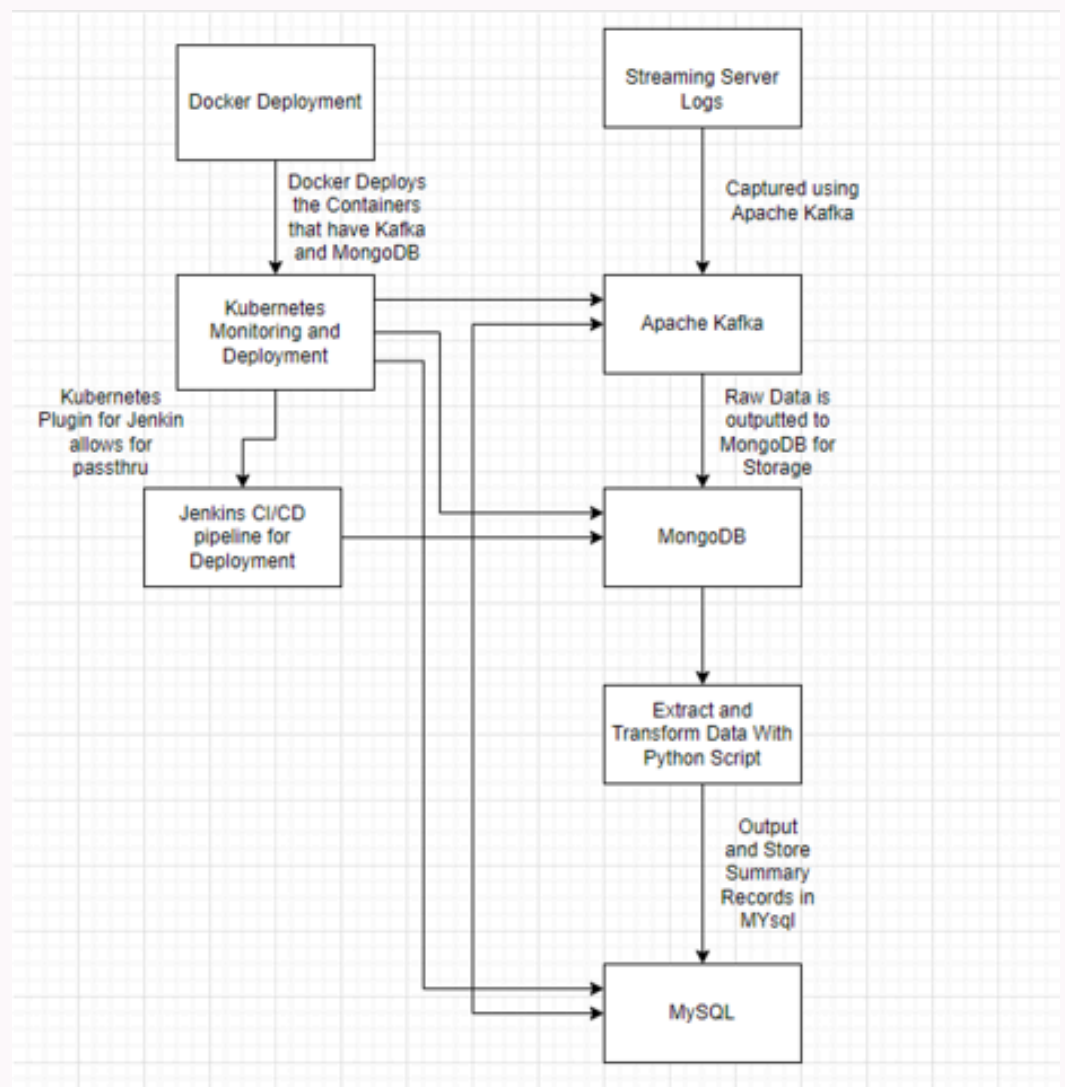 Docker Deployment
Streaming Server
Logs
Docker Deploys
the Containers
that have Kafka
and MongoDB
Captured using
Apache Kafka
Kubernetes
Monitoring and
Deployment
Apache Kafka
Kubernetes
Plugin for Jenkin
allows for
passthru
Raw Data is
outputted to
MongoDB for
Storage
Jenkins CI/CD
pipeline for
Deployment
MongoDB
Extract and
Transform Data With
Python Script
Output
and Store
Summary
Records in
MYsql
MySQL